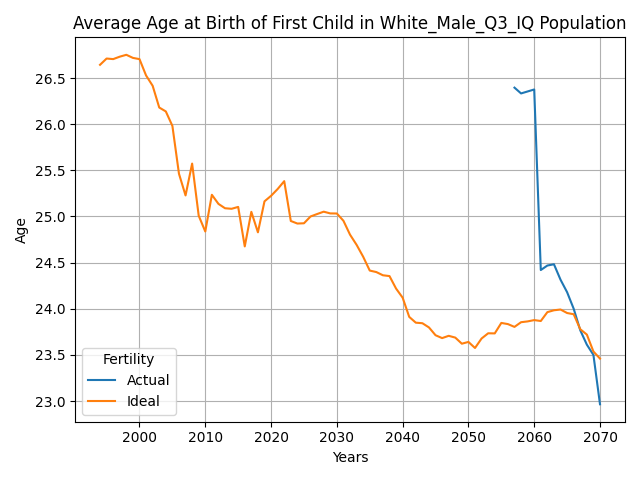 Average Age at Birth of First Child in White_Male_Q3_IQ Population
Age
26.5
26.0
25.5
25.0
24.5
24.0
23.5
23.0
Fertility
Actual
Ideal
2000 2010 2020 2030 2040 2050 2060 2070
Years